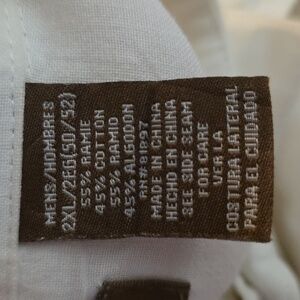 MENS/HOMBRES
2XL/2EG(50/52)
55% RAMIE
45% COTTON
55% RAMIO
45% ALGODON
RN#81897
MADE IN CHINA
HECHO EN CHINA
SEE SIDE SEAM
FOR CARE
VER LA
COSTURA LATERAL
PARA EL CUIDADO